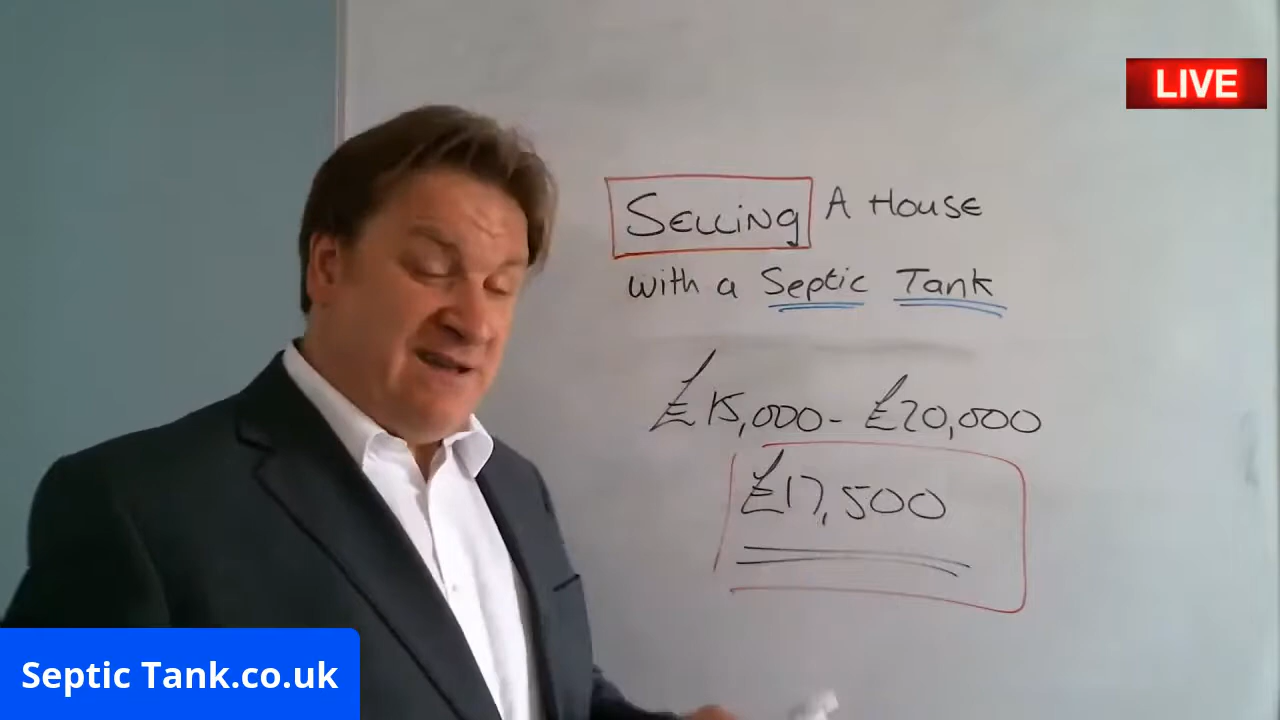 LIVE
Selling A House
with a Septic Tank
£15,000 - £20,000
£17,500
Septic Tank.co.uk